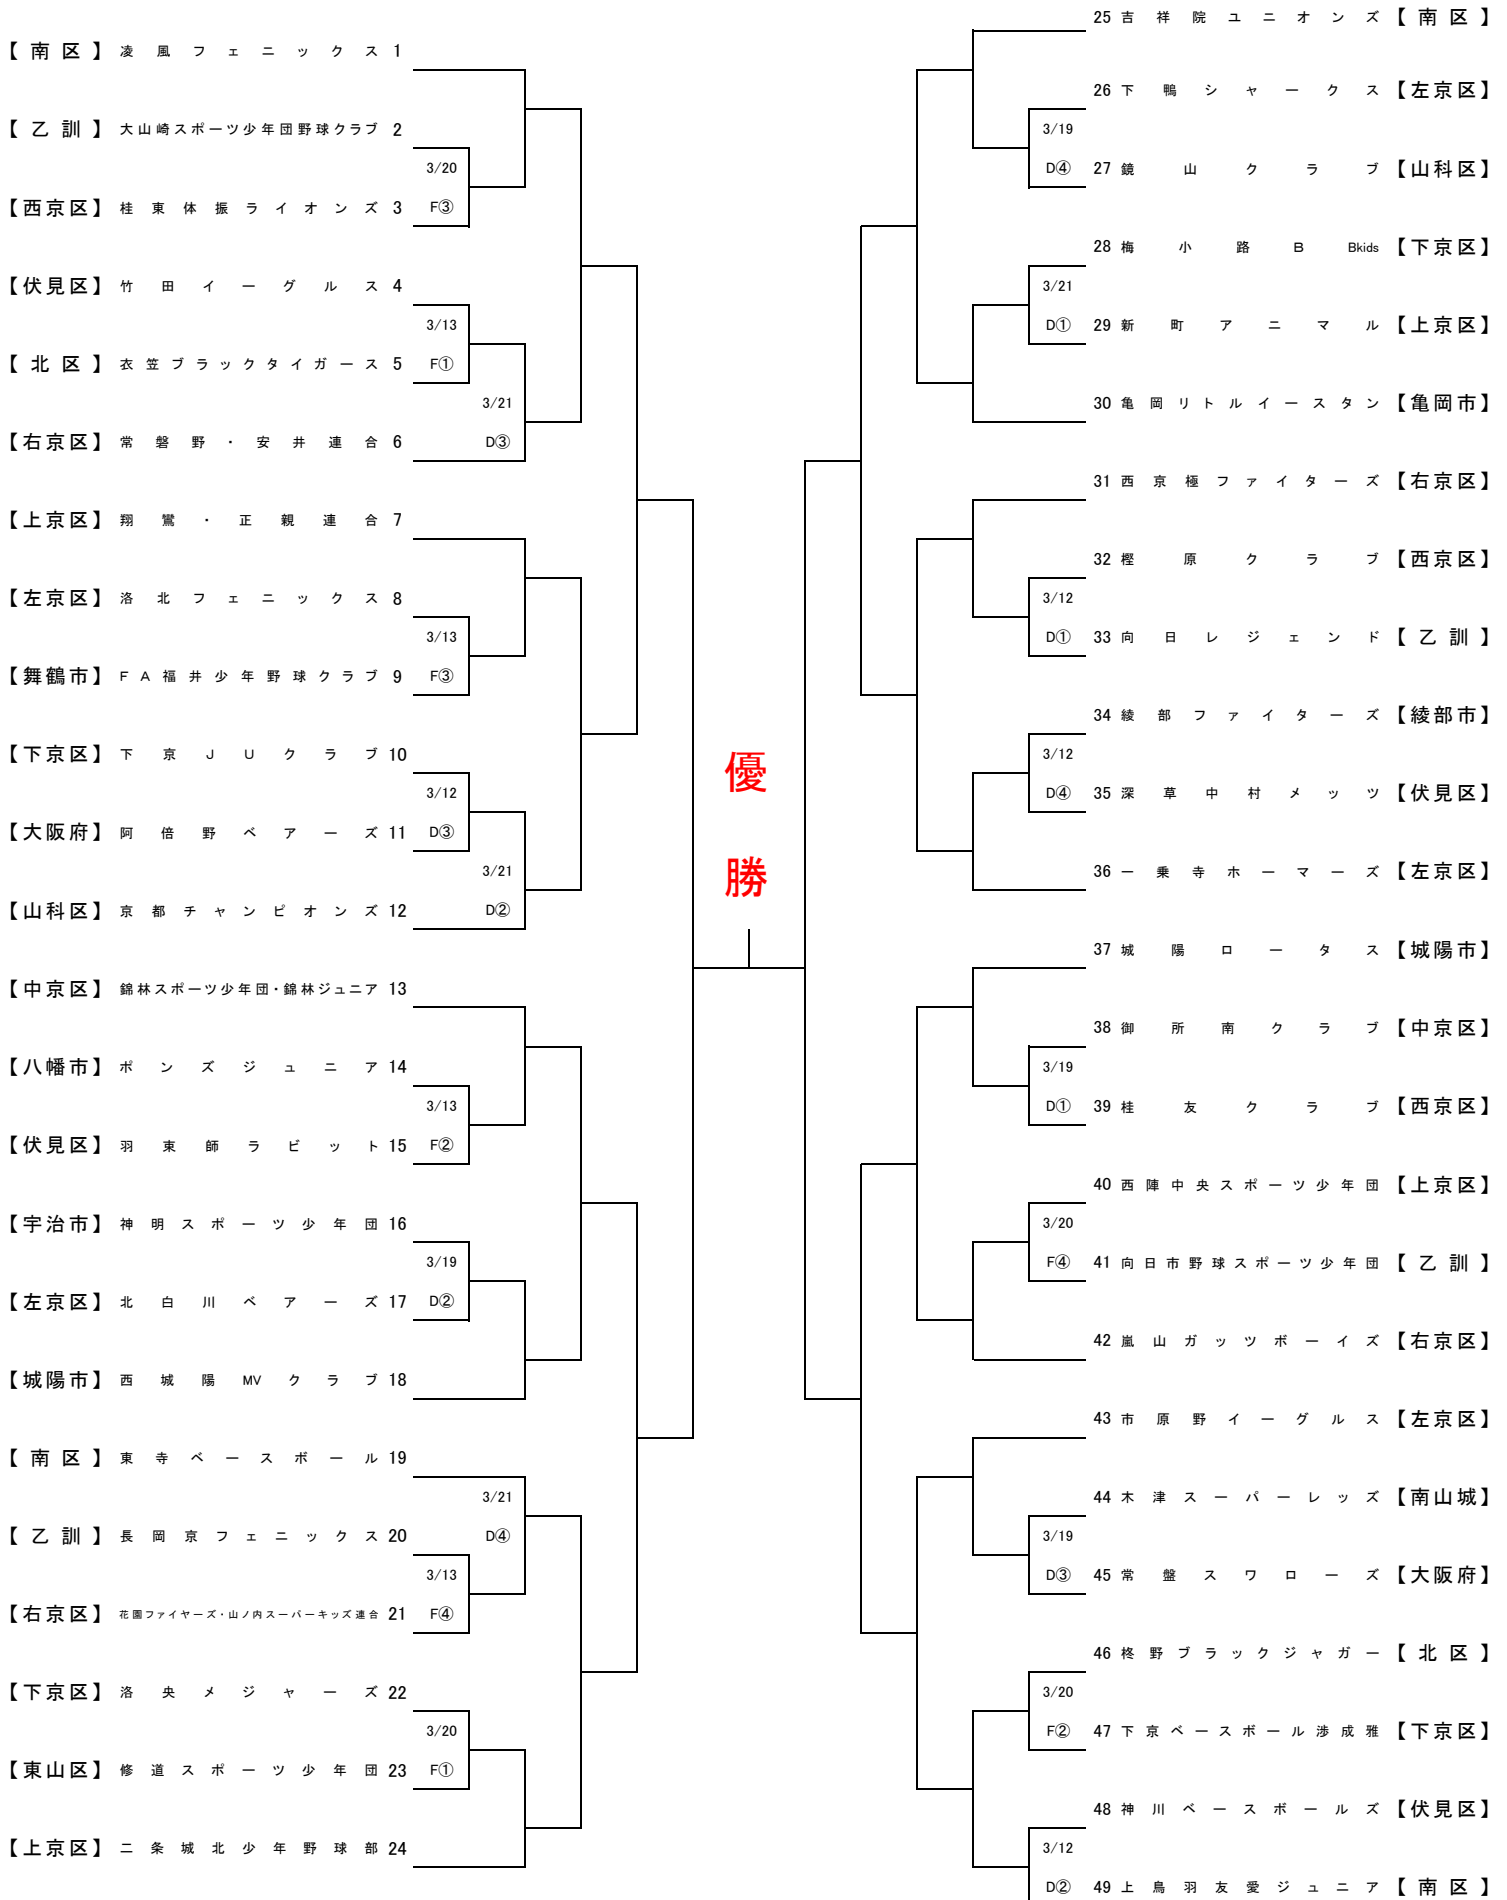 【南区】 凌風フェニックス 1
【乙訓】 大山崎スポーツ少年団野球クラブ 2
3/20
【西京区】 桂東体振ライオンズ 3 F③
【伏見区】 竹田イーグルス 4
3/13
【北区】 衣笠ブラックタイガース 5 F①
3/21
【右京区】 常磐野・安井連合 6 D③
【上京区】 翔鸞・正親連合 7
【左京区】 洛北フェニックス 8
3/13
【舞鶴市】 FA福井少年野球クラブ 9 F③
【下京区】 下京JUクラブ 10
3/12
【大阪府】 阿倍野ベアーズ 11 D③
3/21
【山科区】 京都チャンピオンズ 12 D②
【中京区】 錦林スポーツ少年団・錦林ジュニア 13
【八幡市】 ポンズジュニア 14
3/13
【伏見区】 羽束師ラビット 15 F②
【宇治市】 神明スポーツ少年団 16
3/19
【左京区】 北白川ベアーズ 17 D②
【城陽市】 西城陽MVクラブ 18
【南区】 東寺ベースボール 19
3/21
【乙訓】 長岡京フェニックス 20 D④
3/13
【右京区】 花園ファイヤーズ・山ノ内スーパーキッズ連合 21 F④
【下京区】 洛央メジャーズ 22
3/20
【東山区】 修道スポーツ少年団 23 F①
【上京区】 二条城北少年野球部 24
優
勝
25 吉祥院ユニオンズ 【南区】
26 下鴨シャークス 【左京区】
3/19
D④ 27 鏡山クラブ 【山科区】
28 梅小路B Bkids 【下京区】
3/21
D① 29 新町アニマル 【上京区】
30 亀岡リトルイースタン 【亀岡市】
31 西京極ファイターズ 【右京区】
32 樫原クラブ 【西京区】
3/12
D① 33 向日レジェンド 【乙訓】
34 綾部ファイターズ 【綾部市】
3/12
D④ 35 深草中村メッツ 【伏見区】
36 一乗寺ホーマーズ 【左京区】
37 城陽ロータス 【城陽市】
38 御所南クラブ 【中京区】
3/19
D① 39 桂友クラブ 【西京区】
40 西陣中央スポーツ少年団 【上京区】
3/20
F④ 41 向日市野球スポーツ少年団 【乙訓】
42 嵐山ガッツボーイズ 【右京区】
43 市原野イーグルス 【左京区】
44 木津スーパーレッズ 【南山城】
3/19
D③ 45 常盤スワローズ 【大阪府】
46 柊野ブラックジャガー 【北区】
3/20
F② 47 下京ベースボール渉成雅 【下京区】
48 神川ベースボールズ 【伏見区】
3/12
D② 49 上鳥羽友愛ジュニア 【南区】